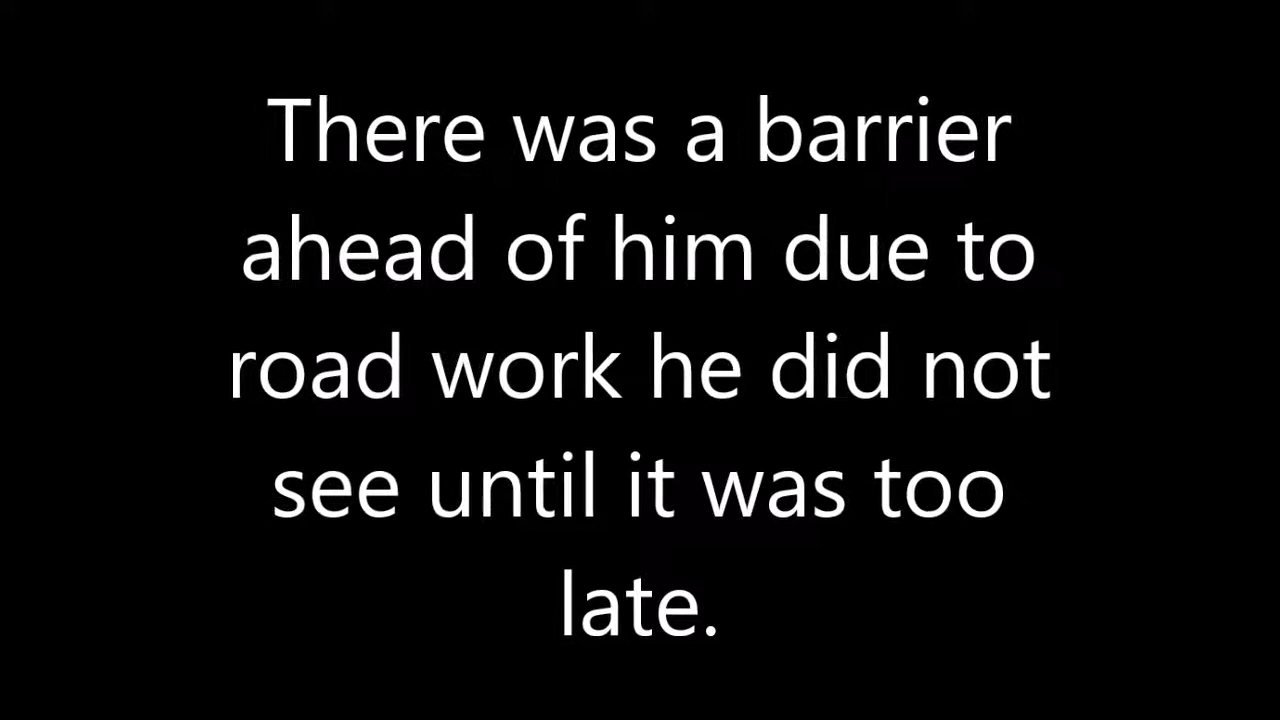 There was a barrier
ahead of him due to
road work he did not
see until it was too
late.